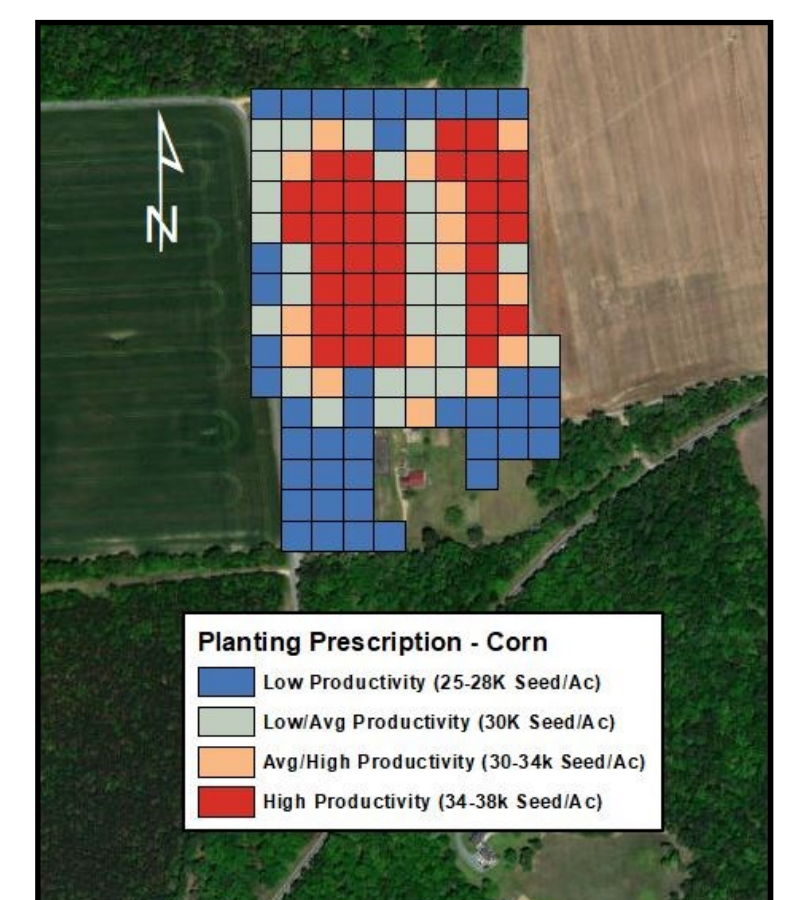 N
Planting Prescription - Corn
Low Productivity (25-28K Seed/Ac)
Low/Avg Productivity (30K Seed/Ac)
Avg/High Productivity (30-34k Seed/Ac)
High Productivity (34-38k Seed/Ac)